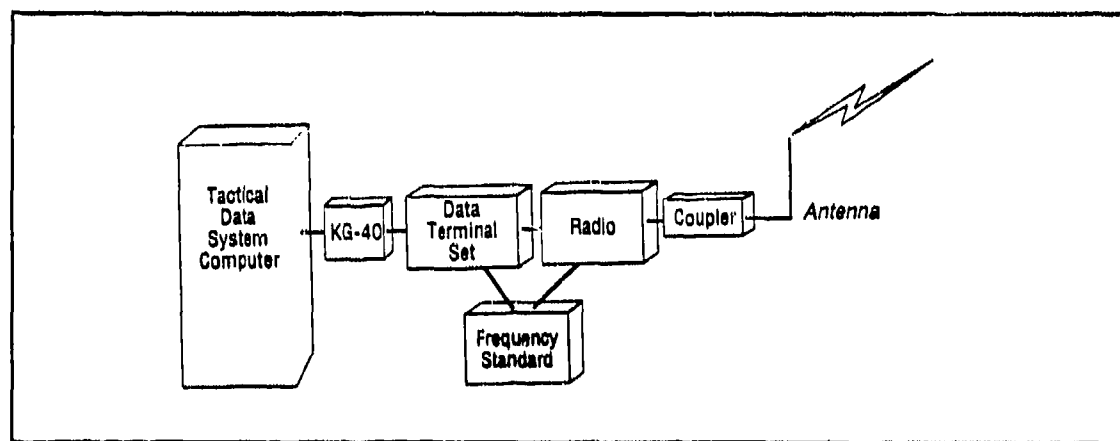 Tactical
Data
System
Computer
KG-40
Data
Terminal
Set
Radio
Coupler
Antenna
Frequency
Standard